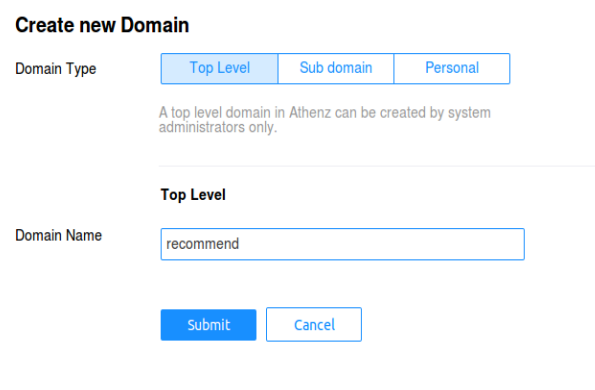 Create new Domain
Domain Type
Top Level
Sub domain
Personal
A top level domain in Athenz can be created by system
administrators only.
Top Level
Domain Name
recommend
Submit
Cancel